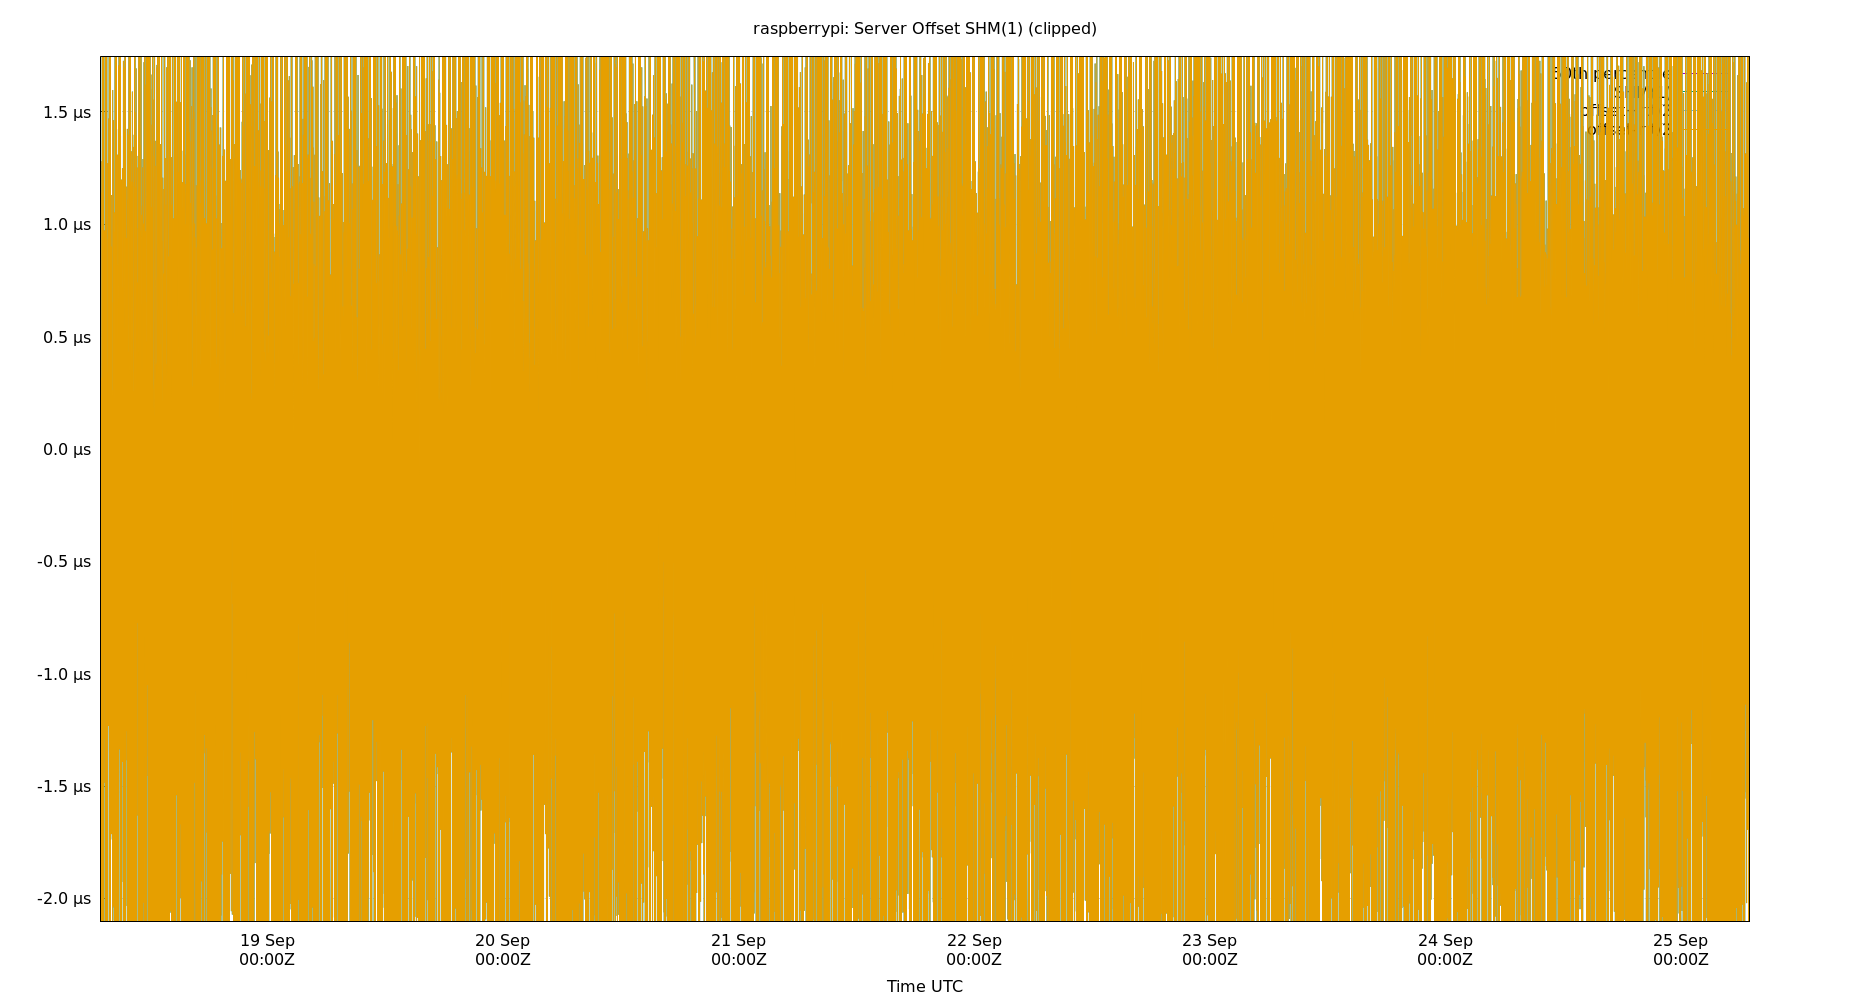 raspberrypi: Server Offset SHM(1) (clipped)
1.5 µs
1.0 µs
0.5 µs
0.0 µs
-0.5 µs
-1.0 µs
-1.5 µs
-2.0 µs
19 Sep
00:00Z
20 Sep
00:00Z
21 Sep
00:00Z
22 Sep
00:00Z
23 Sep
00:00Z
24 Sep
00:00Z
25 Sep
00:00Z
Time UTC